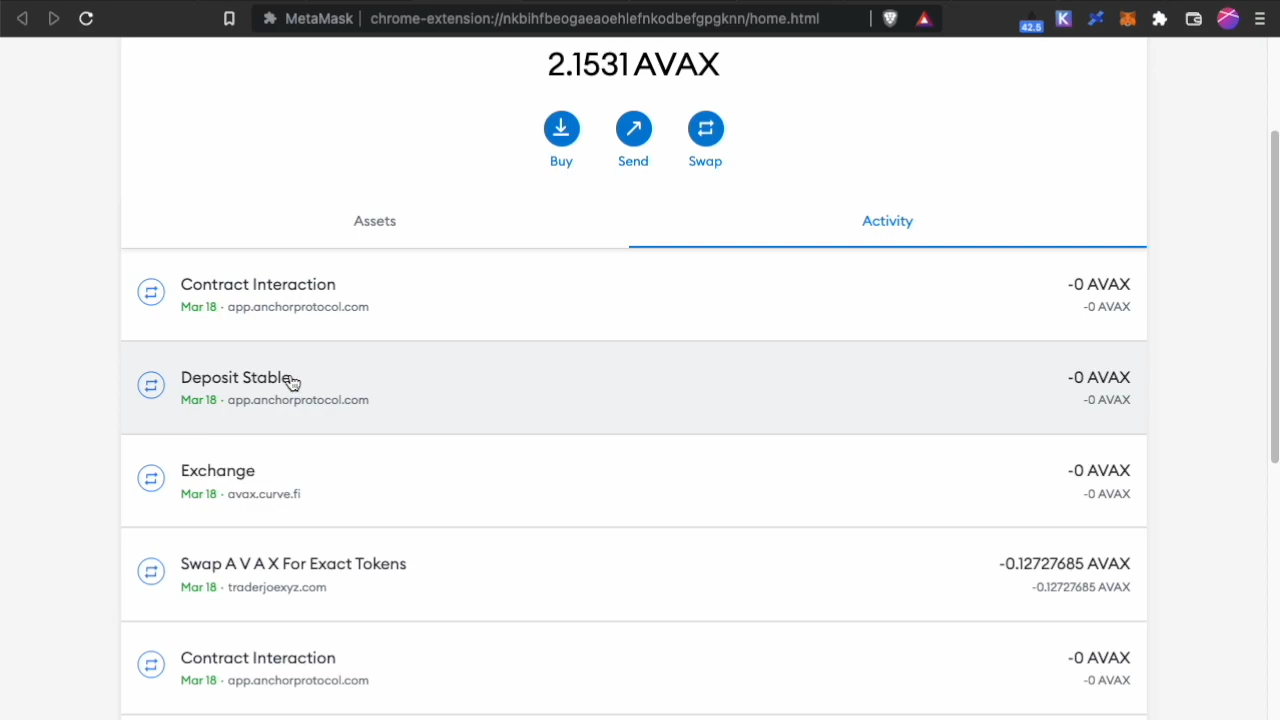 MetaMask
chrome-extension://nkbihfbeogaeaoehlefnkodbefgpgknn/home.html
42.5
K
2.1531 AVAX
Buy
Send
Swap
Assets
Activity
Contract Interaction
-0 AVAX
Mar 18 · app.anchorprotocol.com
-0 AVAX
Deposit Stable
-0 AVAX
Mar 18 · app.anchorprotocol.com
-0 AVAX
Exchange
-0 AVAX
Mar 18 · avax.curve.fi
-0 AVAX
Swap A V A X For Exact Tokens
-0.12727685 AVAX
Mar 18 · traderjoexyz.com
-0.12727685 AVAX
Contract Interaction
-0 AVAX
Mar 18 · app.anchorprotocol.com
-0 AVAX